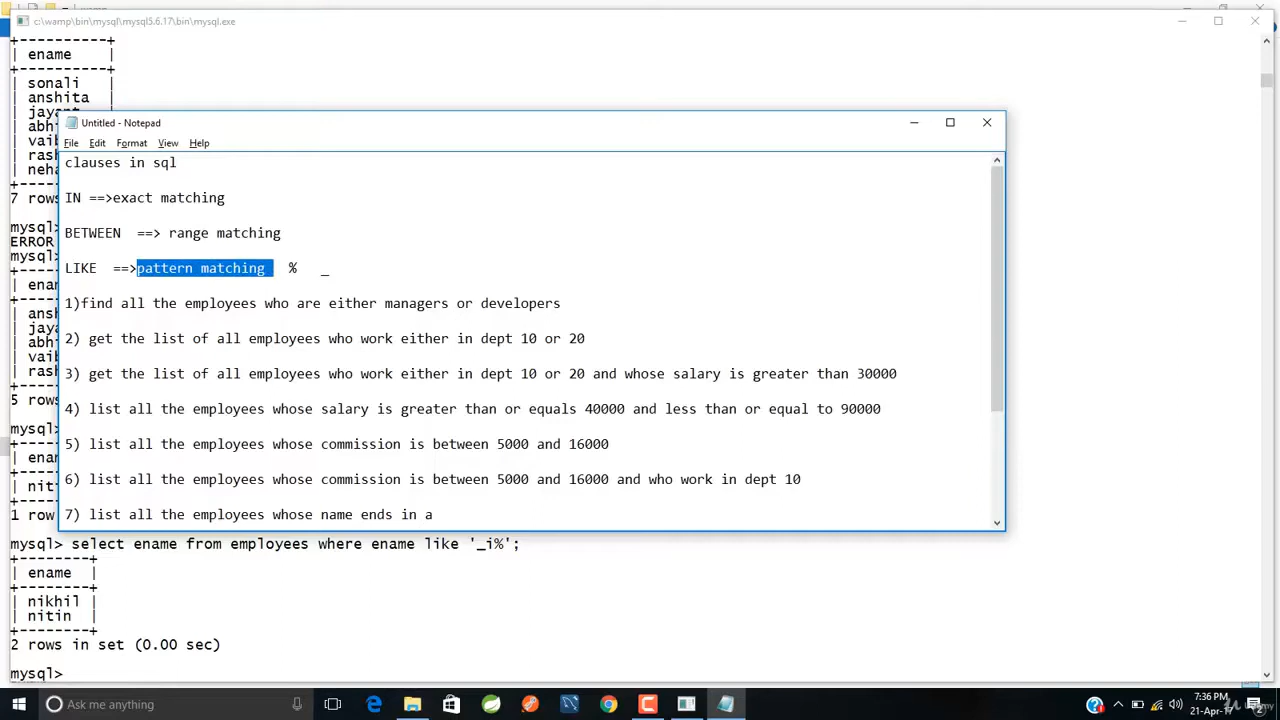 c:\wamp\bin\mysql\mysql5.6.17\bin\mysql.exe
+----------+
| ename |
+----------+
| sonali |
| anshita |
Untitled - Notepad
File Edit Format View Help
clauses in sql
IN ==>exact matching
BETWEEN ==> range matching
LIKE ==>pattern matching % _
1)find all the employees who are either managers or developers
2) get the list of all employees who work either in dept 10 or 20
3) get the list of all employees who work either in dept 10 or 20 and whose salary is greater than 30000
4) list all the employees whose salary is greater than or equals 40000 and less than or equal to 90000
5) list all the employees whose commission is between 5000 and 16000
6) list all the employees whose commission is between 5000 and 16000 and who work in dept 10
7) list all the employees whose name ends in a
7 rows
mysql>
ERROR
mysql>
5 rows
mysql>
1 row
mysql> select ename from employees where ename like '_i%';
+--------+
| ename |
+--------+
| nikhil |
| nitin |
+--------+
2 rows in set (0.00 sec)
mysql>
Ask me anything
7:36 PM